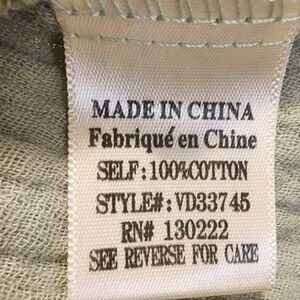 MADE IN CHINA
Fabriqué en Chine
SELF: 100%COTTON
STYLE#: VD33745
RN# 130222
SEE REVERSE FOR CARE